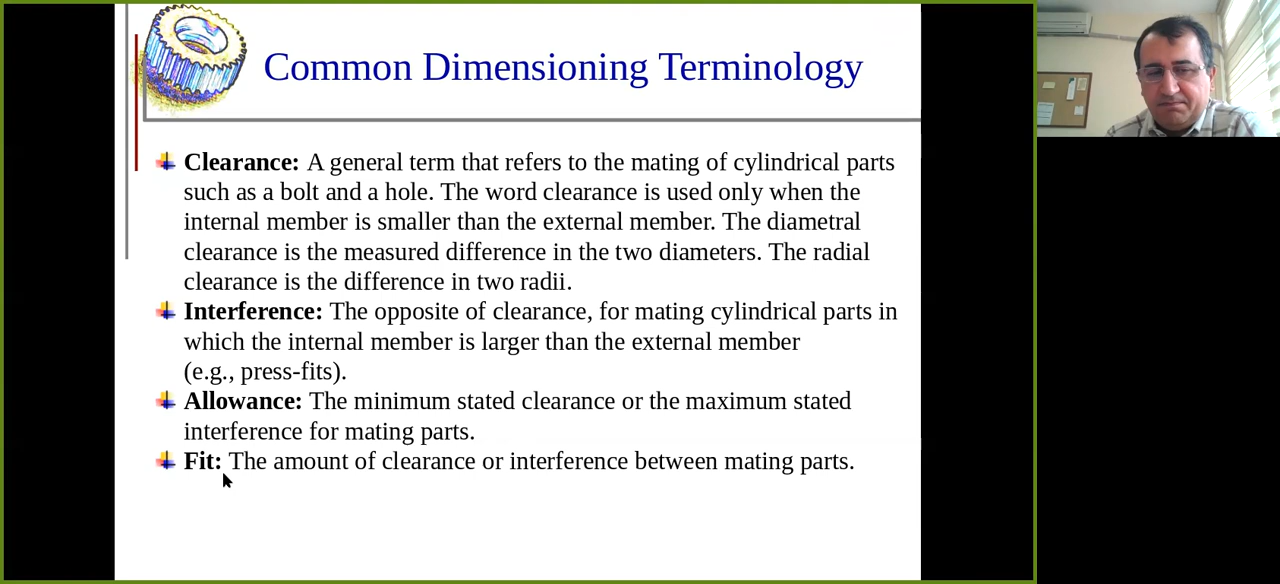 Common Dimensioning Terminology
Clearance: A general term that refers to the mating of cylindrical parts
such as a bolt and a hole. The word clearance is used only when the
internal member is smaller than the external member. The diametral
clearance is the measured difference in the two diameters. The radial
clearance is the difference in two radii.
Interference: The opposite of clearance, for mating cylindrical parts in
which the internal member is larger than the external member
(e.g., press-fits).
Allowance: The minimum stated clearance or the maximum stated
interference for mating parts.
Fit: The amount of clearance or interference between mating parts.